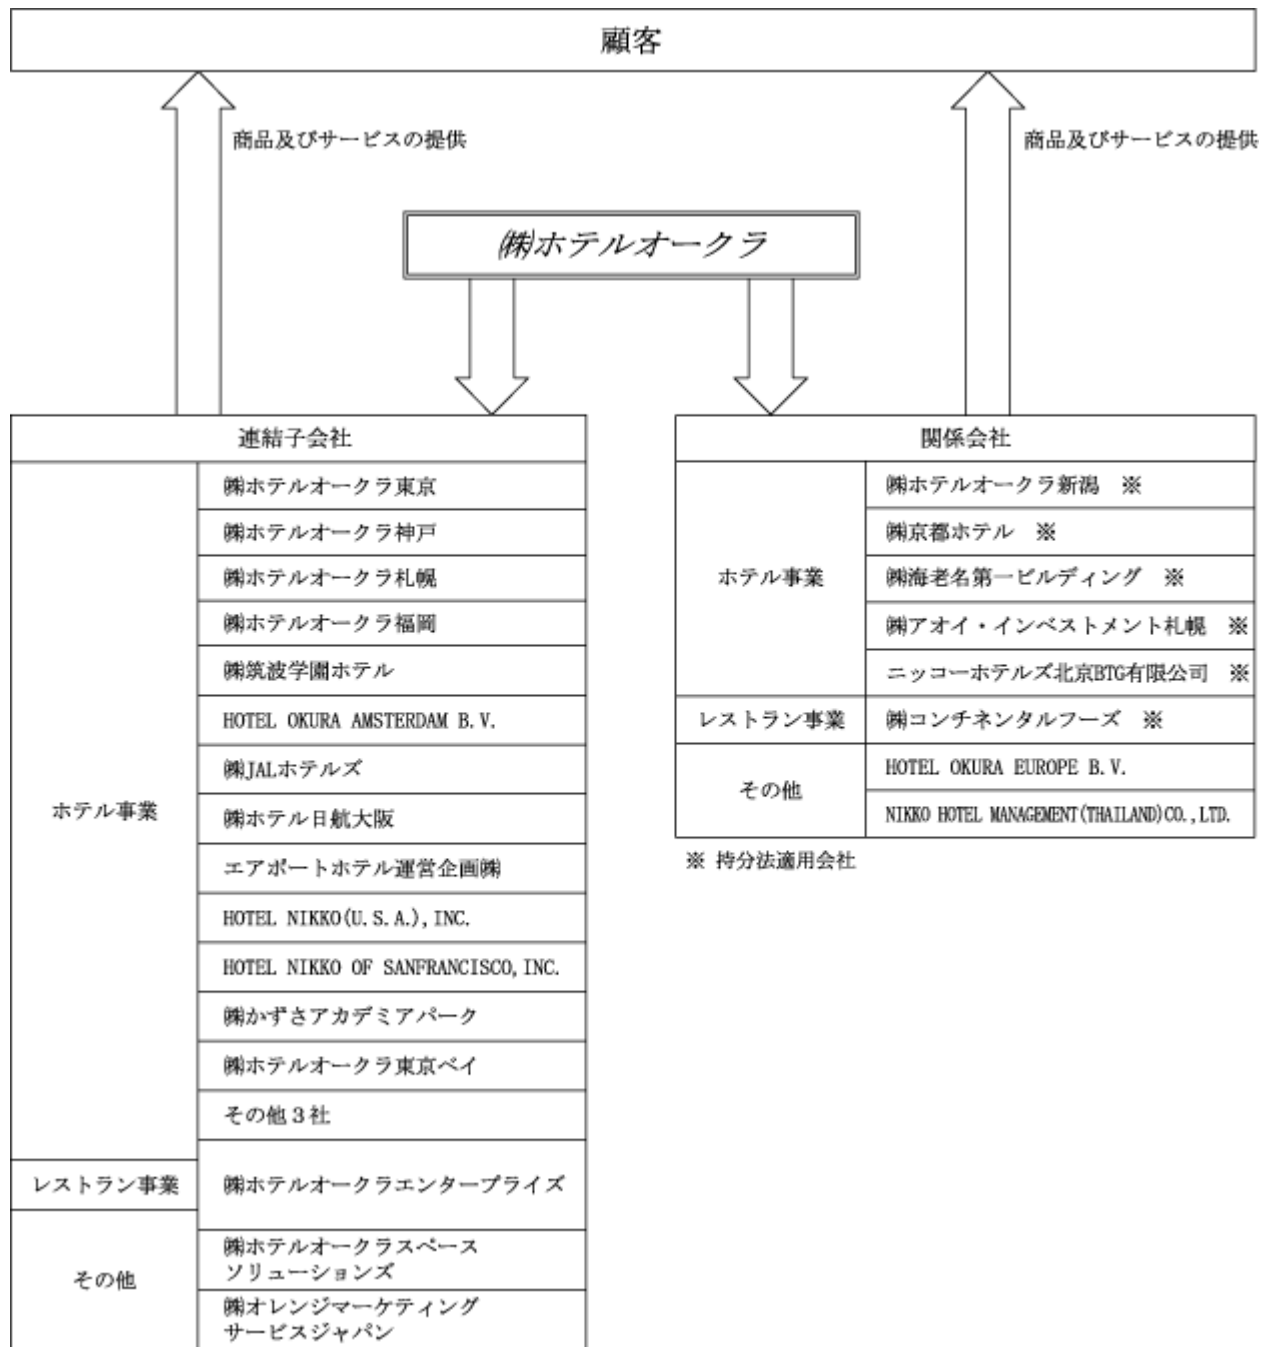 顧客
商品及びサービスの提供
商品及びサービスの提供
㈱ホテルオークラ
連結子会社
ホテル事業
㈱ホテルオークラ東京
㈱ホテルオークラ神戸
㈱ホテルオークラ札幌
㈱ホテルオークラ福岡
㈱筑波学園ホテル
HOTEL OKURA AMSTERDAM B.V.
㈱JALホテルズ
㈱ホテル日航大阪
エアポートホテル運営企画㈱
HOTEL NIKKO(U.S.A.),INC.
HOTEL NIKKO OF SANFRANCISCO,INC.
㈱かずさアカデミアパーク
㈱ホテルオークラ東京ベイ
その他３社
レストラン事業
㈱ホテルオークラエンタープライズ
その他
㈱ホテルオークラスペース
ソリューションズ
㈱オレンジマーケティング
サービスジャパン
関係会社
ホテル事業
㈱ホテルオークラ新潟　※
㈱京都ホテル　※
㈱海老名第一ビルディング　※
㈱アオイ・インベストメント札幌　※
ニッコーホテルズ北京BTG有限公司　※
レストラン事業
㈱コンチネンタルフーズ　※
その他
HOTEL OKURA EUROPE B.V.
NIKKO HOTEL MANAGEMENT(THAILAND)CO.,LTD.
※ 持分法適用会社